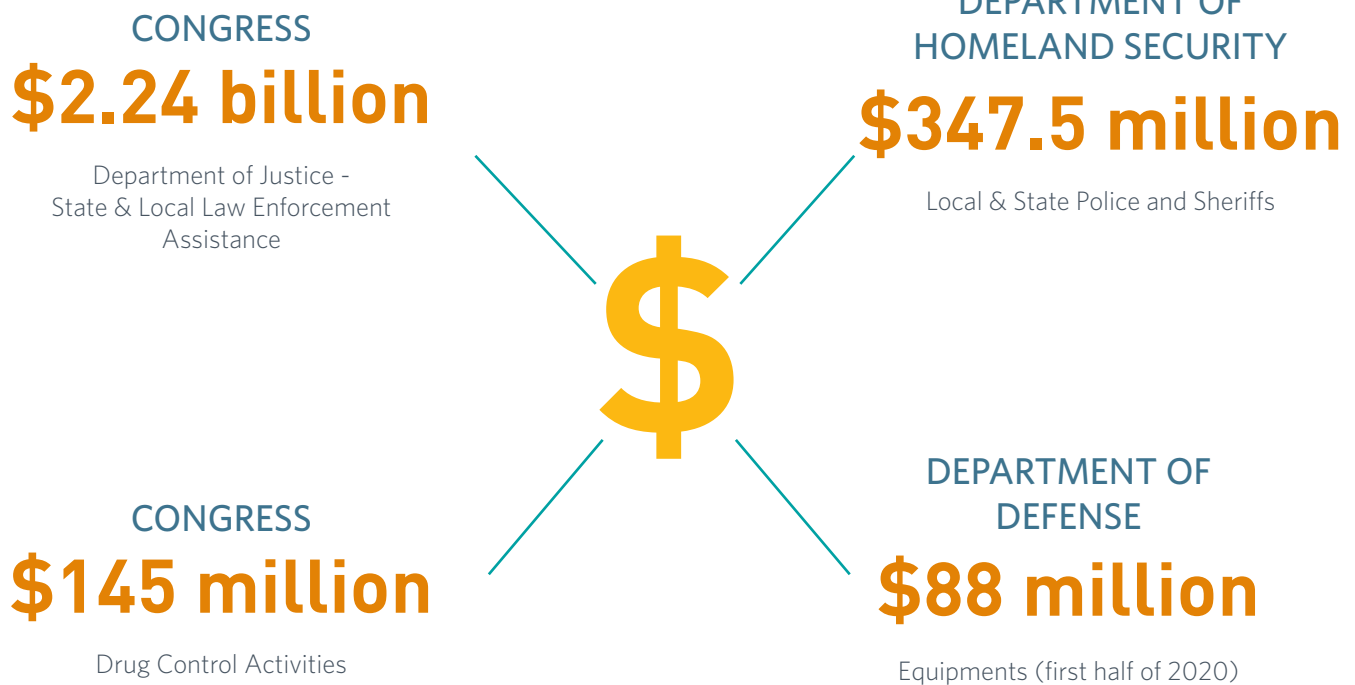 CONGRESS
$2.24 billion
Department of Justice -
State & Local Law Enforcement
Assistance
DEPARTMENT OF
HOMELAND SECURITY
$347.5 million
Local & State Police and Sheriffs
$
CONGRESS
$145 million
Drug Control Activities
DEPARTMENT OF
DEFENSE
$88 million
Equipments (first half of 2020)